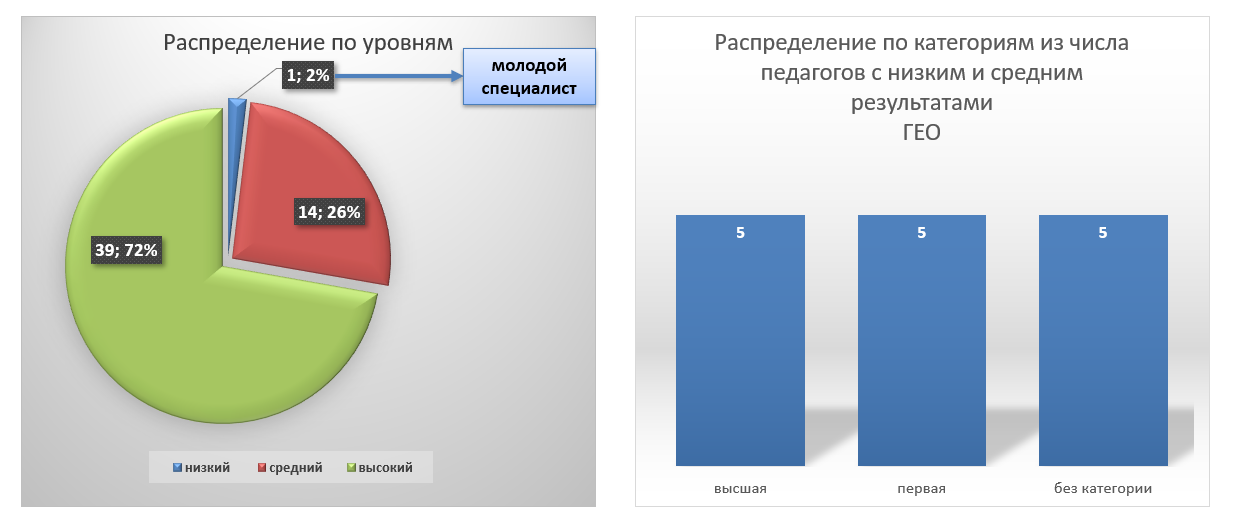 Распределение по уровням
1; 2%
молодой
специалист
14; 26%
39; 72%
низкий средний высокий
Распределение по категориям из числа
педагогов с низким и средним
результатами
ГЕО
5 5 5
высшая первая без категории